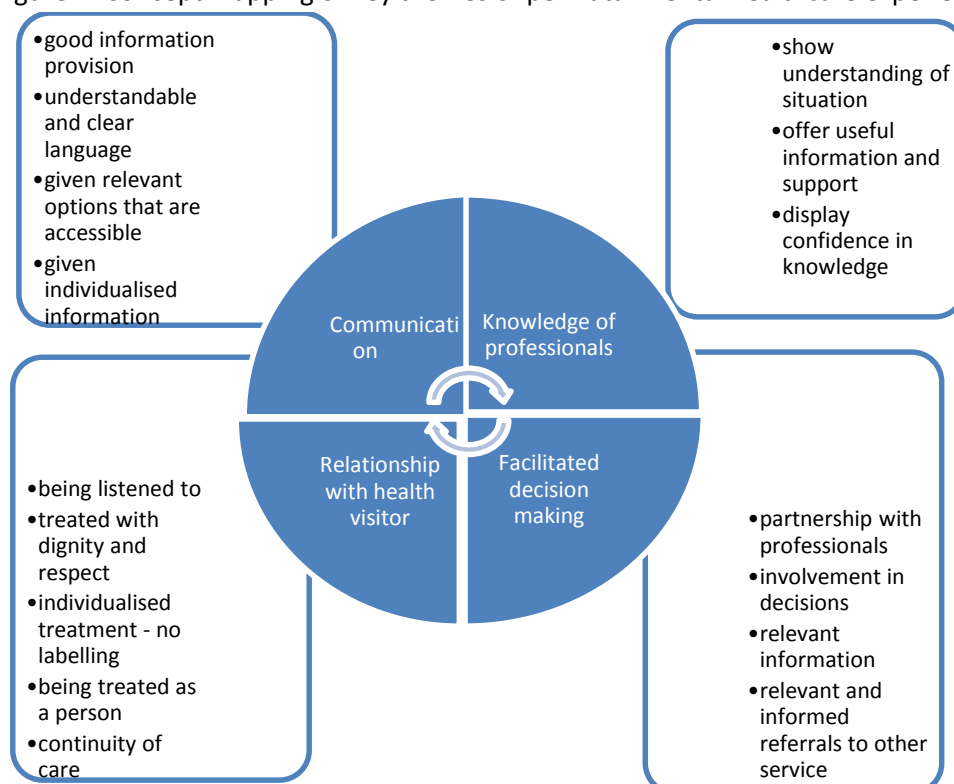 •good information
provision
•understandable
and clear
language
•given relevant
options that are
accessible
•given
individualised
information
•show
understanding of
situation
•offer useful
information and
support
•display
confidence in
knowledge
Communicati
on
Knowledge of
professionals
Relationship
with health
visitor
Facilitated
decision
making
•being listened to
•treated with
dignity and
respect
•individualised
treatment - no
labelling
•being treated as
a person
•continuity of
care
•partnership with
professionals
•involvement in
decisions
•relevant
information
•relevant and
informed
referrals to other
service